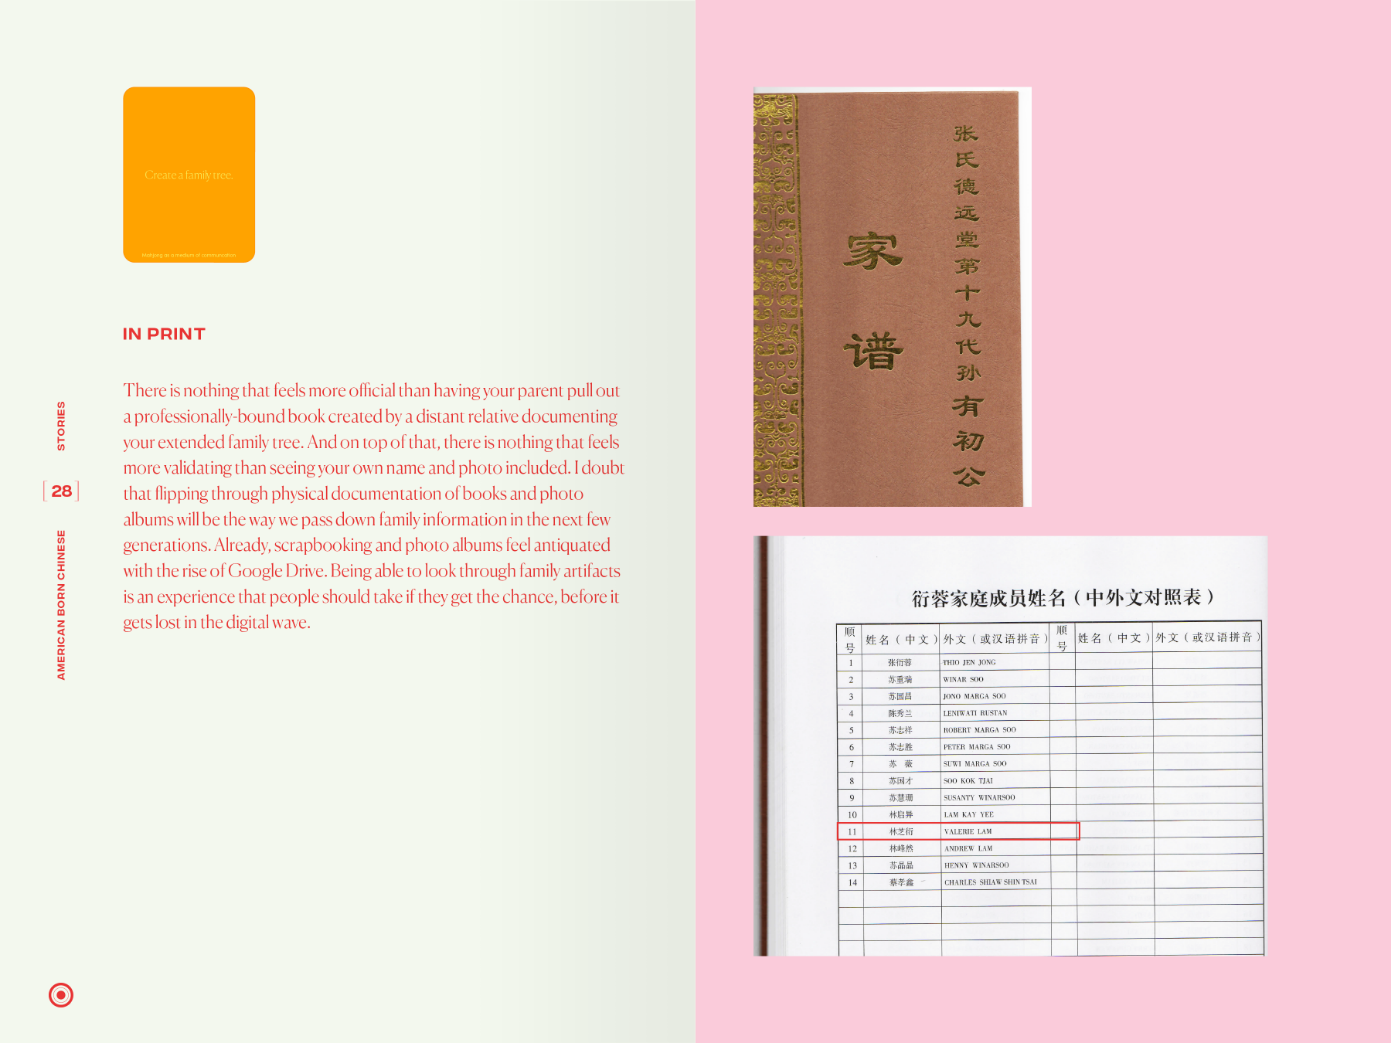 Create a family tree.
IN PRINT
There is nothing that feels more official than having your parent pull out
a professionally-bound book created by a distant relative documenting
your extended family tree. And on top of that, there is nothing that feels
more validating than seeing your own name and photo included. I doubt
that flipping through physical documentation of books and photo
albums will be the way we pass down family information in the next few
generations. Already, scrapbooking and photo albums feel antiquated
with the rise of Google Drive. Being able to look through family artifacts
is an experience that people should take if they get the chance, before it
gets lost in the digital wave.
STORIES
[ 28 ]
AMERICAN BORN CHINESE
张氏德远堂第十九代孙有初公
家谱
衍蓉家庭成员姓名（中外文对照表）
顺号 姓名（中文） 外文（或汉语拼音） 顺号 姓名（中文） 外文（或汉语拼音）
1 张衍蓉 THIO JEN JONG
2 苏重瑞 WINAR SOO
3 苏国昌 JONO MARGA SOO
4 陈秀兰 LENIWATI RUSTAN
5 苏志祥 ROBERT MARGA SOO
6 苏志胜 PETER MARGA SOO
7 苏 薇 SUWI MARGA SOO
8 苏国才 SOO KOK TJAI
9 苏慧珊 SUSANTY WINARSOO
10 林启 LAM KAY YEE
11 林芝衍 VALERIE LAM
12 林峰然 ANDREW LAM
13 苏晶晶 HENNY WINARSOO
14 蔡孝鑫 CHARLES SHIAW SHIN TSAI